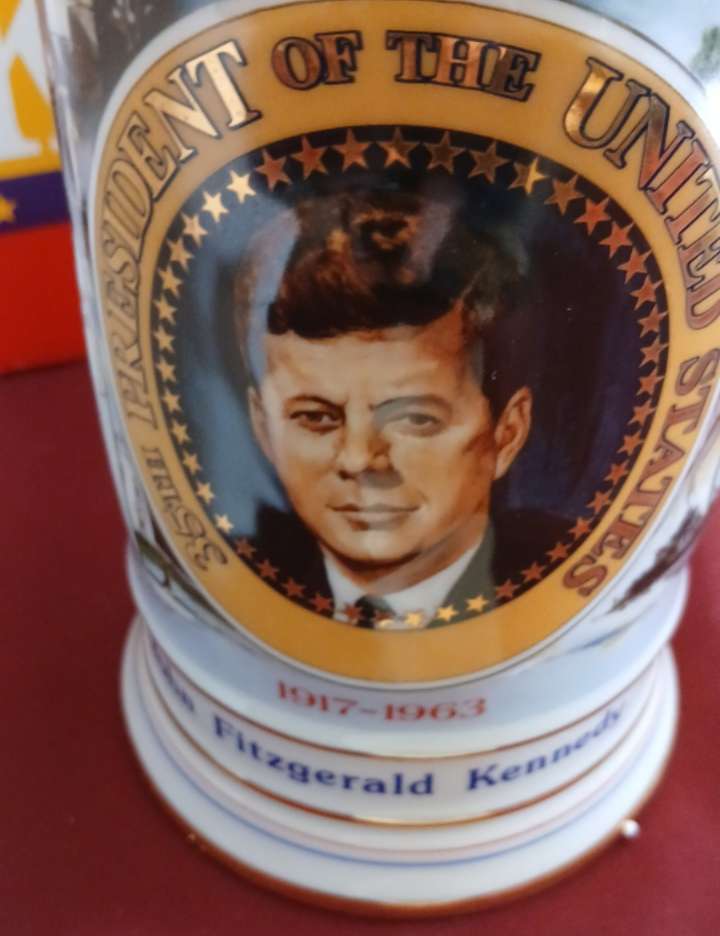 35TH PRESIDENT OF THE UNITED STATES
1917-1963
Fitzgerald Kennedy